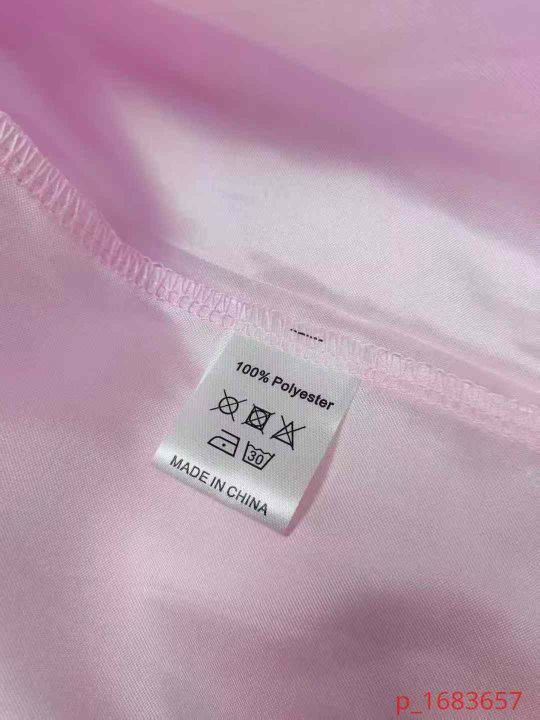 100% Polyester
30
MADE IN CHINA
p_1683657